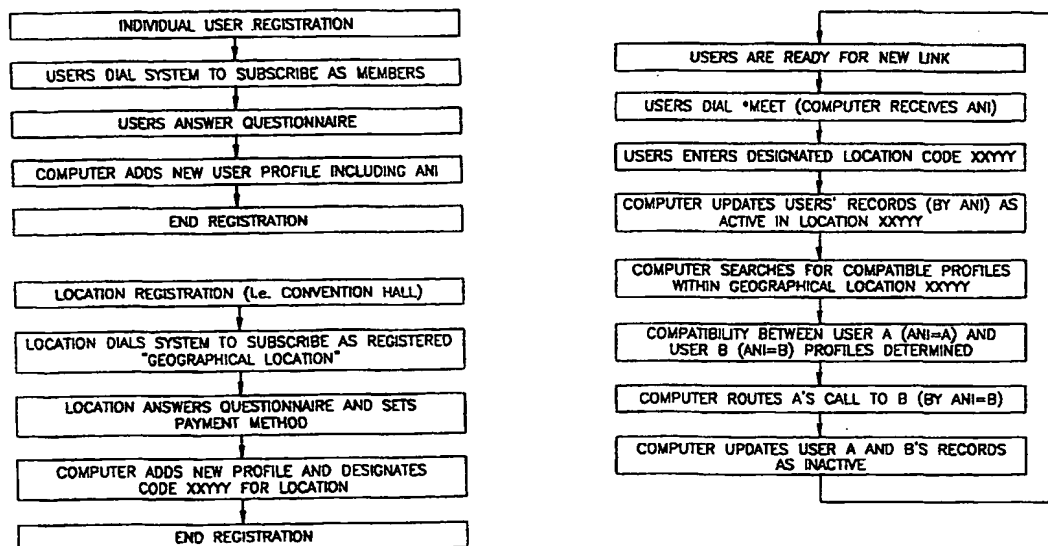 INDIVIDUAL USER REGISTRATION
USERS DIAL SYSTEM TO SUBSCRIBE AS MEMBERS
USERS ANSWER QUESTIONNAIRE
COMPUTER ADDS NEW USER PROFILE INCLUDING ANI
END REGISTRATION
LOCATION REGISTRATION (i.e. CONVENTION HALL)
LOCATION DIALS SYSTEM TO SUBSCRIBE AS REGISTERED
"GEOGRAPHICAL LOCATION"
LOCATION ANSWERS QUESTIONNAIRE AND SETS
PAYMENT METHOD
COMPUTER ADDS NEW PROFILE AND DESIGNATES
CODE XXYYY FOR LOCATION
END REGISTRATION
USERS ARE READY FOR NEW LINK
USERS DIAL *MEET (COMPUTER RECEIVES ANI)
USERS ENTERS DESIGNATED LOCATION CODE XXYYY
COMPUTER UPDATES USERS' RECORDS (BY ANI) AS
ACTIVE IN LOCATION XXYYY
COMPUTER SEARCHES FOR COMPATIBLE PROFILES
WITHIN GEOGRAPHICAL LOCATION XXYYY
COMPATIBILITY BETWEEN USER A (ANI=A) AND
USER B (ANI=B) PROFILES DETERMINED
COMPUTER ROUTES A'S CALL TO B (BY ANI=B)
COMPUTER UPDATES USER A AND B'S RECORDS
AS INACTIVE